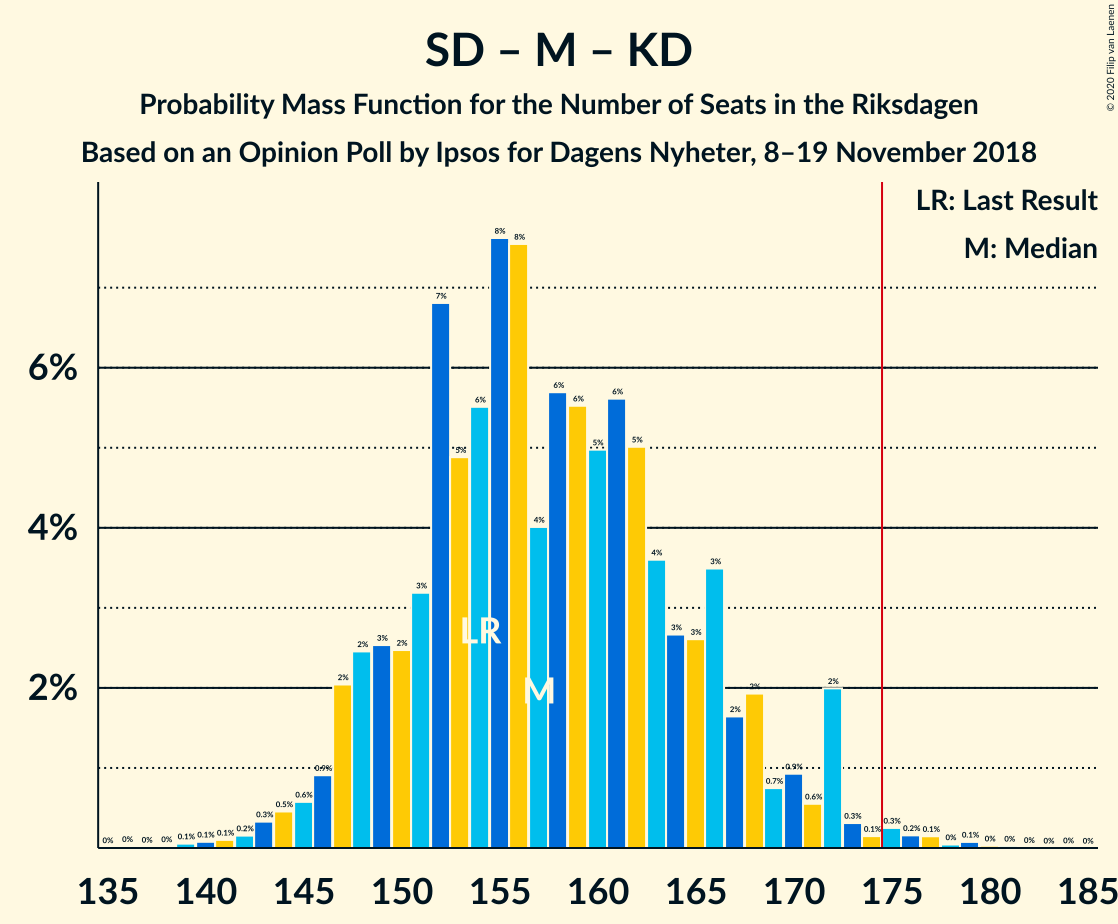 © 2020 Filip van Laenen
SD – M – KD
Probability Mass Function for the Number of Seats in the Riksdagen
Based on an Opinion Poll by Ipsos for Dagens Nyheter, 8–19 November 2018
LR: Last Result
M: Median
6%
4%
2%
0% 0% 0% 0% 0.1% 0.1% 0.1% 0.2% 0.3% 0.5% 0.6% 0.9% 2% 2% 3% 2% 3% 7% 5% 6% 8% 8% 4% 6% 6% 5% 6% 5% 4% 3% 3% 3% 2% 2% 0.7% 0.9% 0.6% 2% 0.3% 0.1% 0.3% 0.2% 0.1% 0% 0.1% 0% 0% 0% 0% 0% 0%
LR
M
135 140 145 150 155 160 165 170 175 180 185